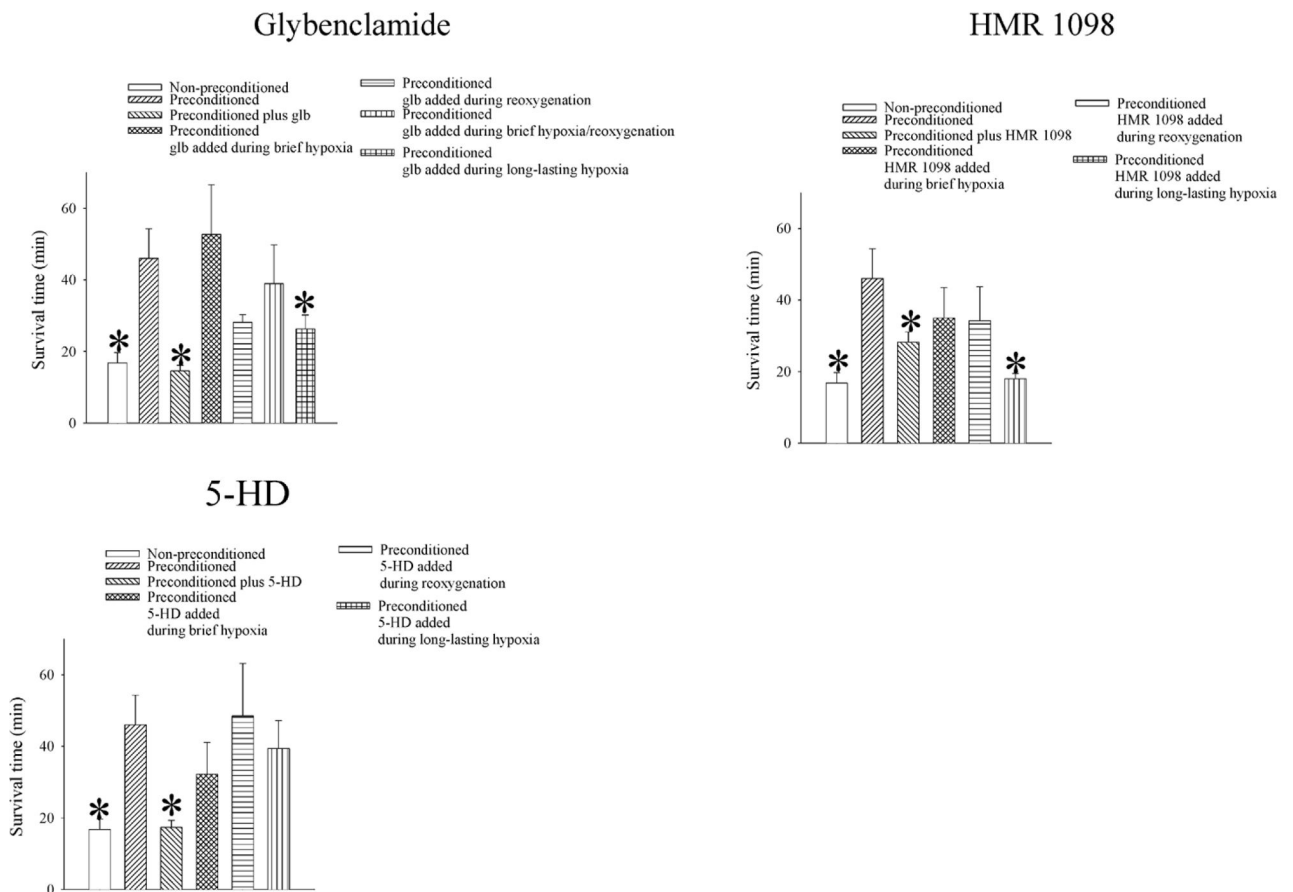 Glybenclamide
Non-preconditioned
Preconditioned
Preconditioned plus glb
Preconditioned
glb added during brief hypoxia
Preconditioned
glb added during reoxygenation
Preconditioned
glb added during brief hypoxia/reoxygenation
Preconditioned
glb added during long-lasting hypoxia
Survival time (min)
60
40
20
0
*
*
*
HMR 1098
Non-preconditioned
Preconditioned
Preconditioned plus HMR 1098
Preconditioned
HMR 1098 added
during brief hypoxia
Preconditioned
HMR 1098 added
during reoxygenation
Preconditioned
HMR 1098 added
during long-lasting hypoxia
Survival time (min)
60
40
20
0
*
*
*
5-HD
Non-preconditioned
Preconditioned
Preconditioned plus 5-HD
Preconditioned
5-HD added
during brief hypoxia
Preconditioned
5-HD added
during reoxygenation
Preconditioned
5-HD added
during long-lasting hypoxia
Survival time (min)
60
40
20
0
*
*